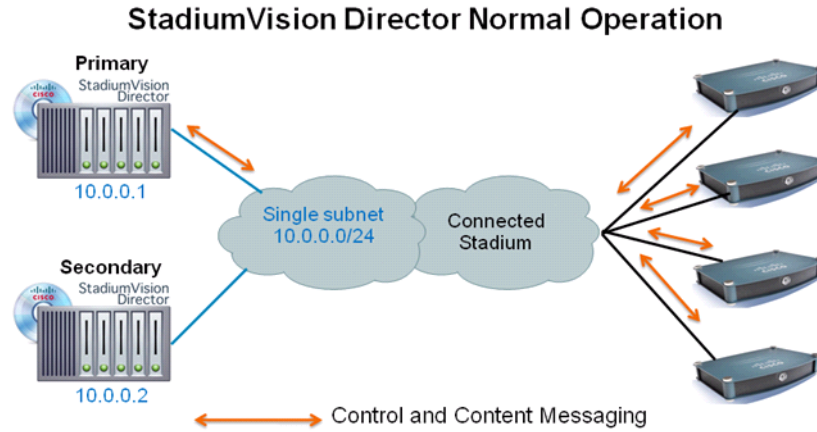 StadiumVision Director Normal Operation
Primary
CISCO
StadiumVision
Director
10.0.0.1
Secondary
CISCO
StadiumVision
Director
10.0.0.2
Single subnet
10.0.0.0/24
Connected
Stadium
Control and Content Messaging